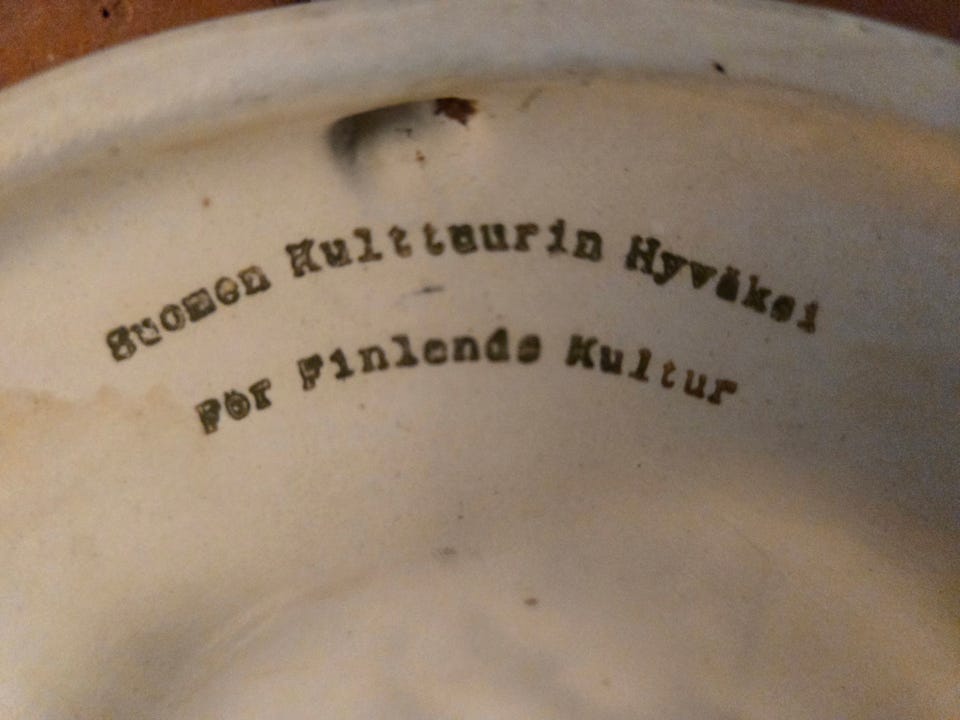 Suomen Kulttuurin Hyväksi
För Finlands Kultur